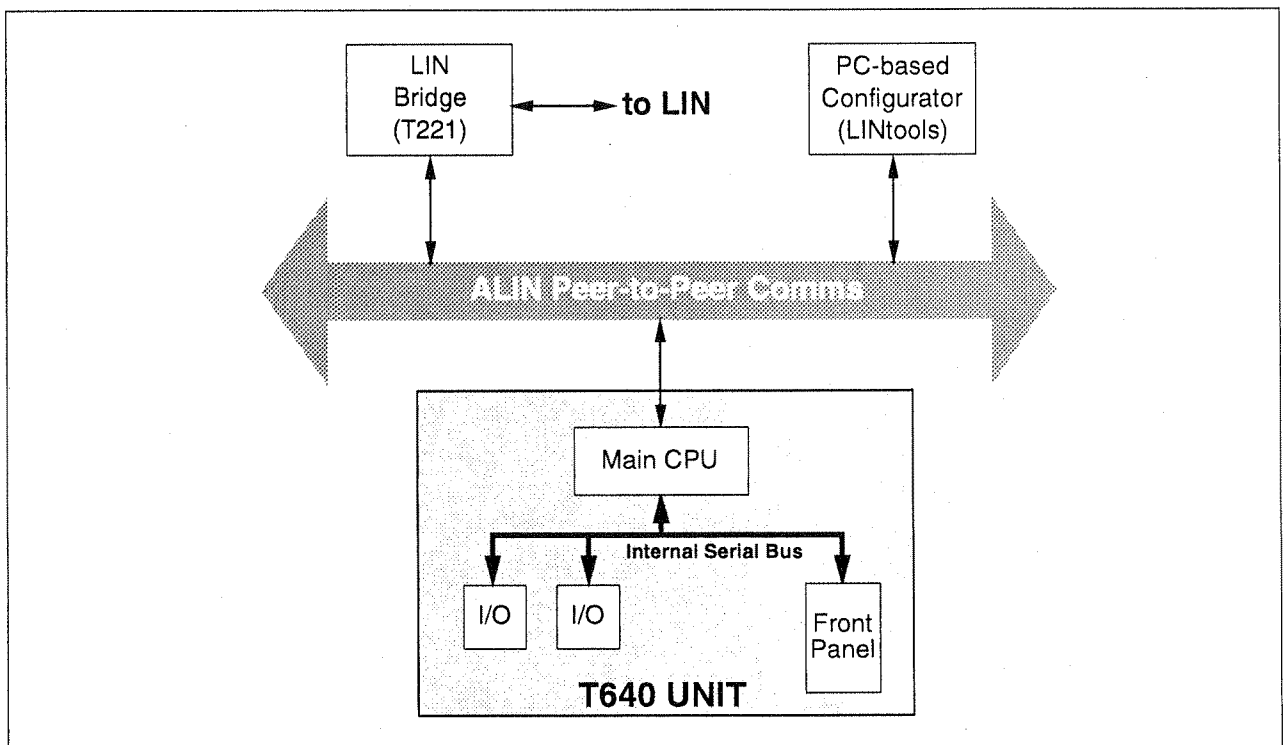 LIN
Bridge
(T221)
to LIN
PC-based
Configurator
(LINtools)
ALIN Peer-to-Peer Comms
Main CPU
Internal Serial Bus
I/O
I/O
Front
Panel
T640 UNIT